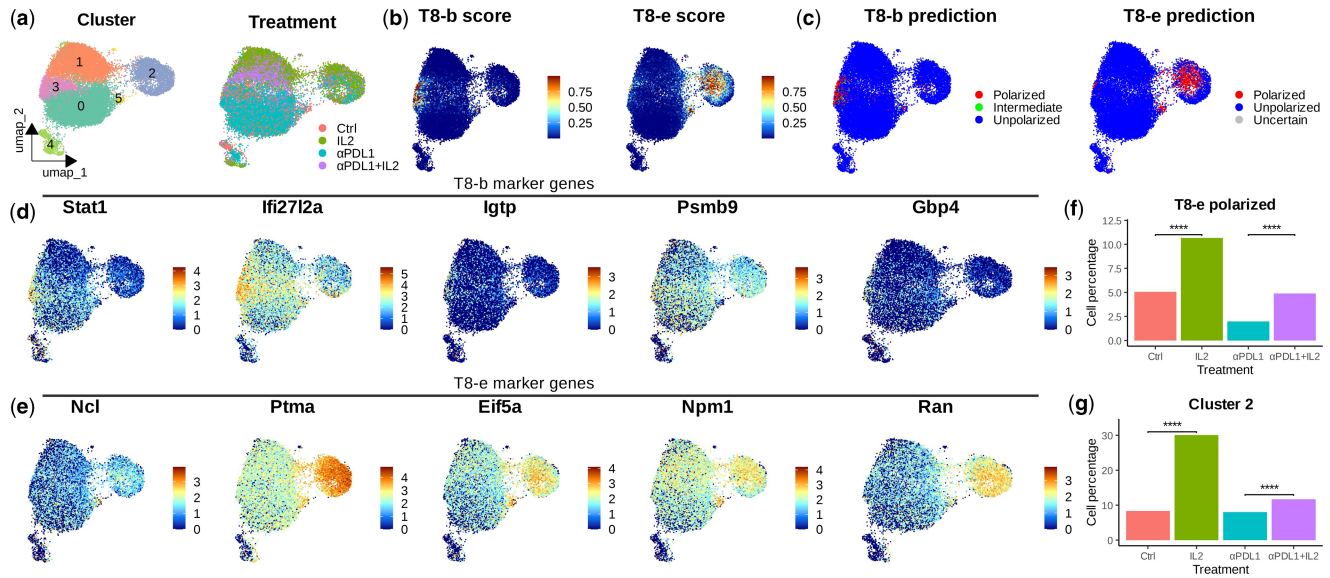 (a) Cluster Treatment
1
2
3
0
5
4
umap_2
umap_1
Ctrl
IL2
αPDL1
αPDL1+IL2
(b) T8-b score T8-e score
0.75
0.50
0.25
0.75
0.50
0.25
(c) T8-b prediction T8-e prediction
Polarized
Intermediate
Unpolarized
Polarized
Unpolarized
Uncertain
T8-b marker genes
(d) Stat1 Ifi27l2a Igtp Psmb9 Gbp4
4
3
2
1
0
5
4
3
2
1
0
3
2
1
0
3
2
1
0
3
2
1
0
T8-e marker genes
(e) Ncl Ptma Eif5a Npm1 Ran
3
2
1
0
4
3
2
1
0
4
3
2
1
0
4
3
2
1
0
3
2
1
0
(f) T8-e polarized
Cell percentage
12.5
10.0
7.5
5.0
2.5
0.0
**** ****
Ctrl IL2 αPDL1 αPDL1+IL2
Treatment
(g) Cluster 2
Cell percentage
30
20
10
0
**** ****
Ctrl IL2 αPDL1 αPDL1+IL2
Treatment